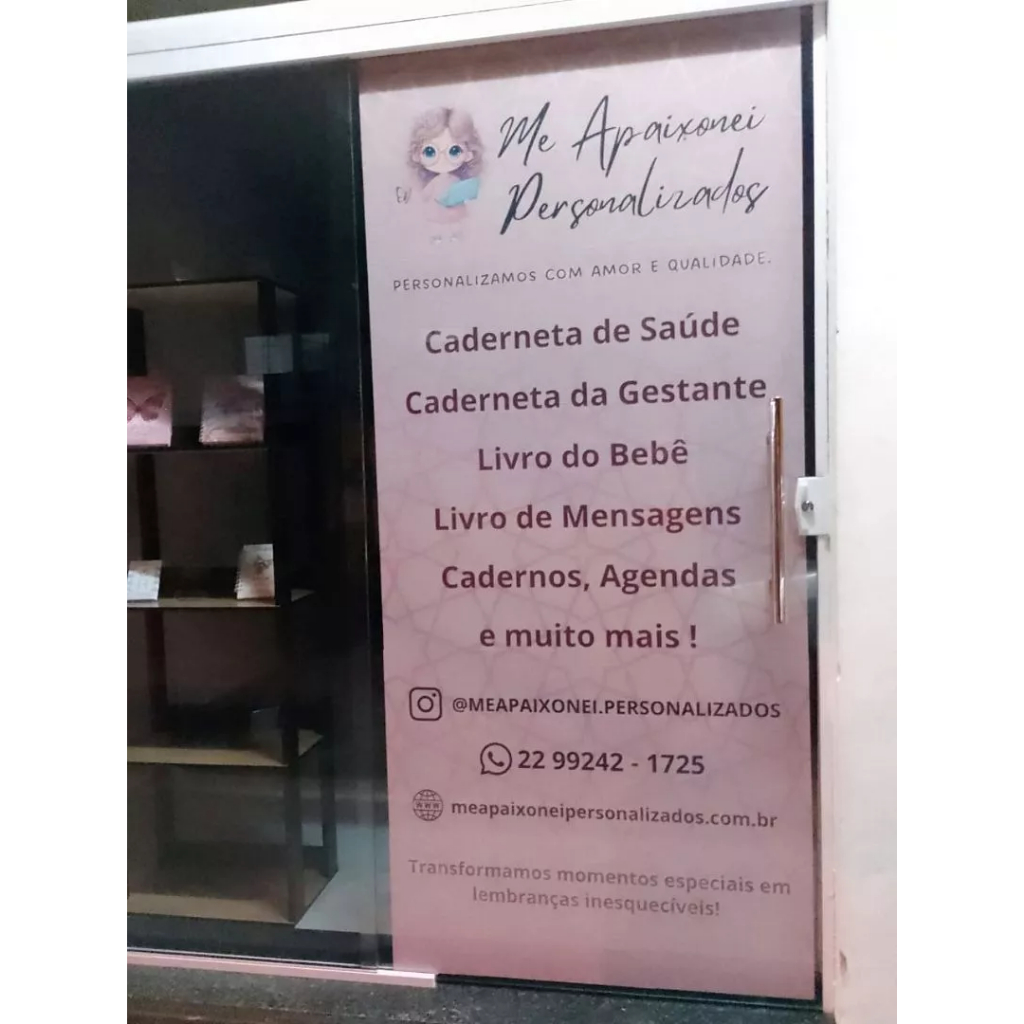 Me Apaixonei
Personalizados
PERSONALIZAMOS COM AMOR E QUALIDADE.
Caderneta de Saúde
Caderneta da Gestante
Livro do Bebê
Livro de Mensagens
Cadernos, Agendas
e muito mais !
@MEAPAIXONEI.PERSONALIZADOS
22 99242 - 1725
WWW
meapaixoneipersonalizados.com.br
Transformamos momentos especiais em
lembranças inesquecíveis!